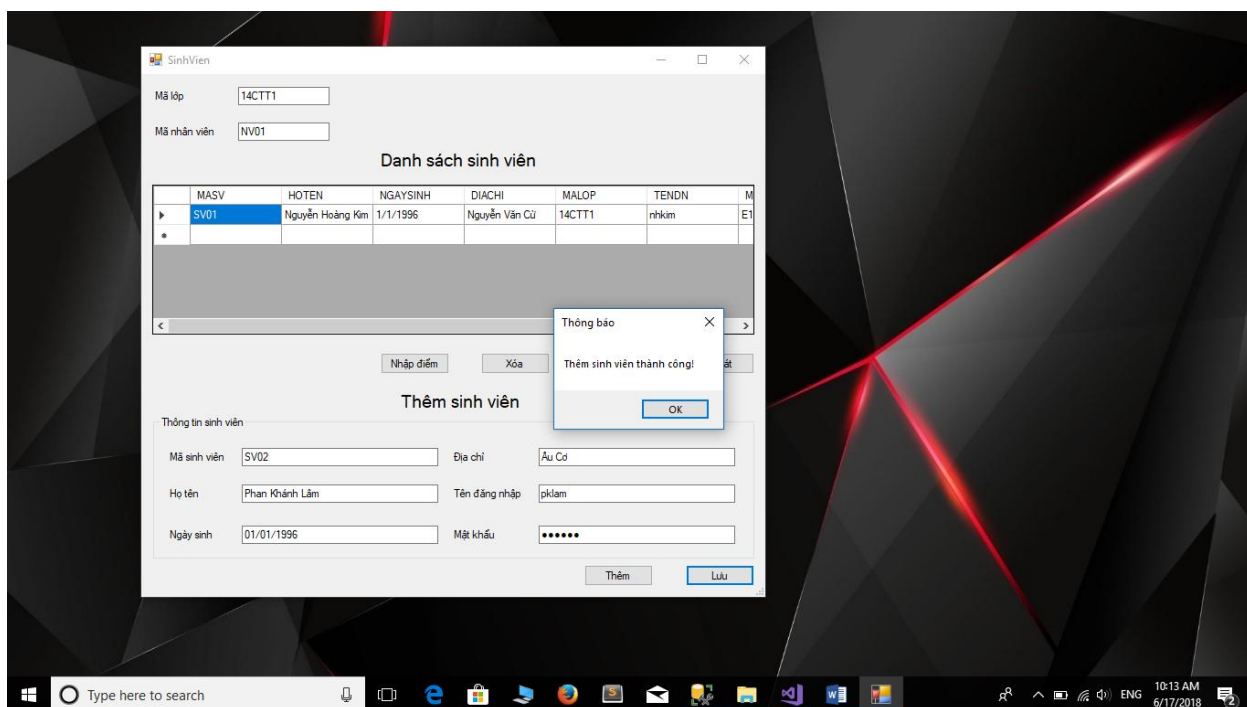 SinhVien
Mã lớp 14CTT1
Mã nhân viên NV01
Danh sách sinh viên
MASV HOTEN NGAYSINH DIACHI MALOP TENDN M
SV01 Nguyễn Hoàng Kim 1/1/1996 Nguyễn Văn Cừ 14CTT1 nhkim E1
Thông báo
Thêm sinh viên thành công!
OK
Nhập điểm Xóa át
Thêm sinh viên
Thông tin sinh viên
Mã sinh viên SV02 Địa chỉ Âu Cơ
Họ tên Phan Khánh Lâm Tên đăng nhập pklam
Ngày sinh 01/01/1996 Mật khẩu ●●●●●●
Thêm Lưu
Type here to search ENG 10:13 AM
6/17/2018
2